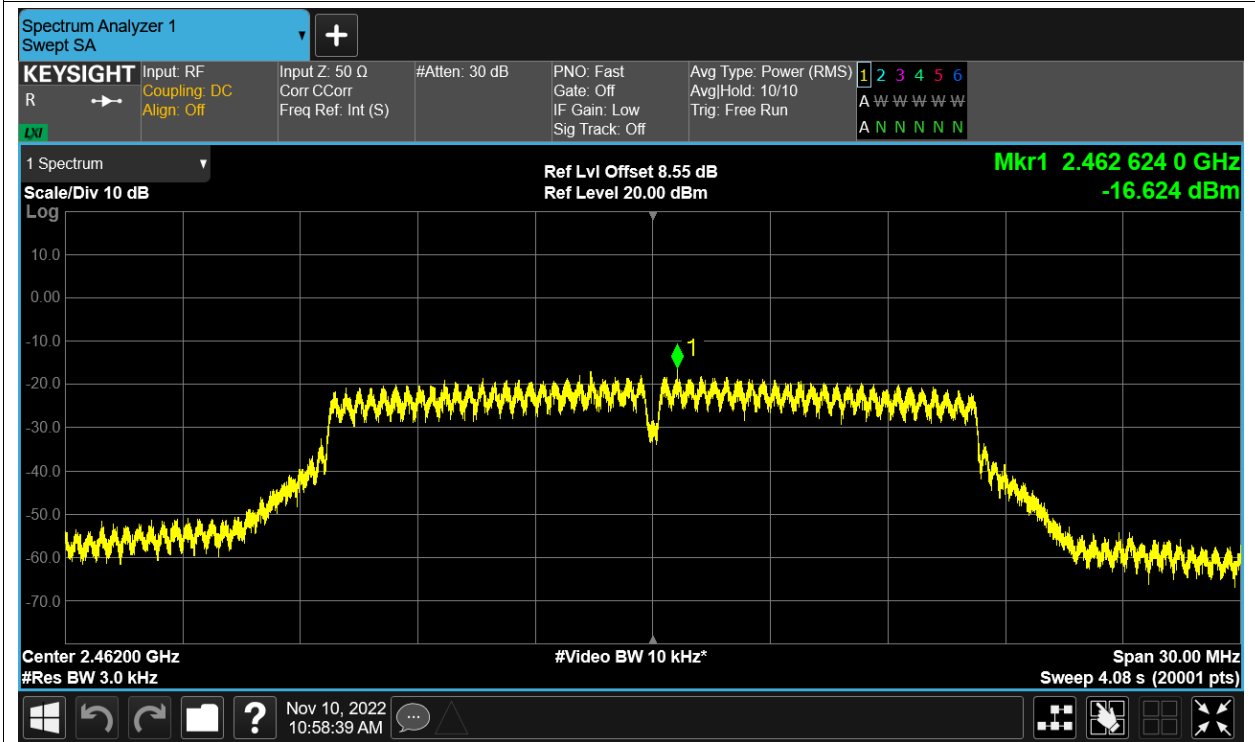 Spectrum Analyzer 1
Swept SA
+
KEYSIGHT Input: RF Input Z: 50 Ω #Atten: 30 dB PNO: Fast Avg Type: Power (RMS) 1 2 3 4 5 6
R Coupling: DC Corr CCorr Gate: Off Avg|Hold: 10/10 A W W W W W
Align: Off Freq Ref: Int (S) IF Gain: Low Trig: Free Run
LXI Sig Track: Off A N N N N N
1 Spectrum Ref Lvl Offset 8.55 dB Mkr1 2.462 624 0 GHz
Scale/Div 10 dB Ref Level 20.00 dBm -16.624 dBm
Log
10.0
0.00
-10.0
1
-20.0
-30.0
-40.0
-50.0
-60.0
-70.0
Center 2.46200 GHz #Video BW 10 kHz* Span 30.00 MHz
#Res BW 3.0 kHz Sweep 4.08 s (20001 pts)
? Nov 10, 2022
10:58:39 AM